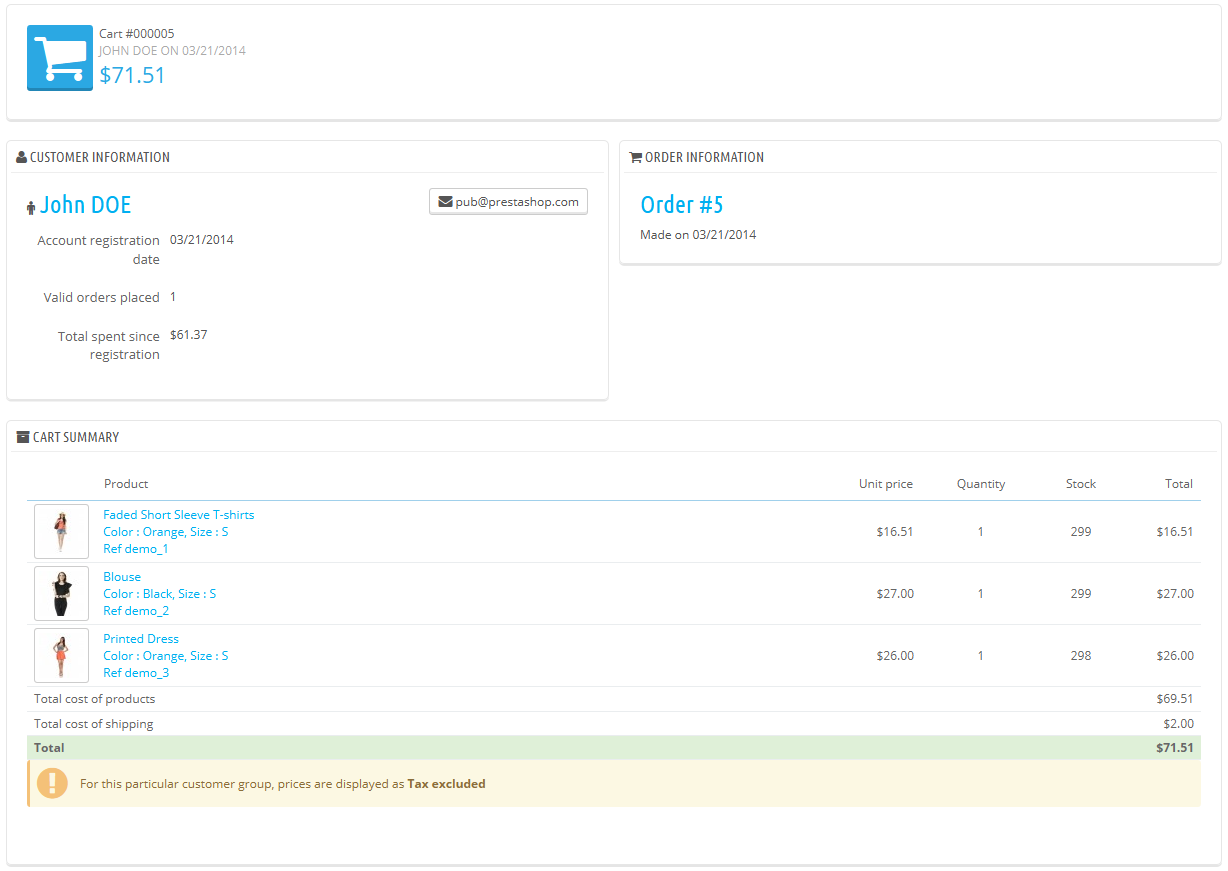 Cart #000005
JOHN DOE ON 03/21/2014
$71.51
CUSTOMER INFORMATION
John DOE
pub@prestashop.com
Account registration date 03/21/2014
Valid orders placed 1
Total spent since registration $61.37
ORDER INFORMATION
Order #5
Made on 03/21/2014
CART SUMMARY
Product Unit price Quantity Stock Total
Faded Short Sleeve T-shirts
Color : Orange, Size : S $16.51 1 299 $16.51
Ref demo_1
Blouse
Color : Black, Size : S $27.00 1 299 $27.00
Ref demo_2
Printed Dress
Color : Orange, Size : S $26.00 1 298 $26.00
Ref demo_3
Total cost of products $69.51
Total cost of shipping $2.00
Total $71.51
For this particular customer group, prices are displayed as Tax excluded